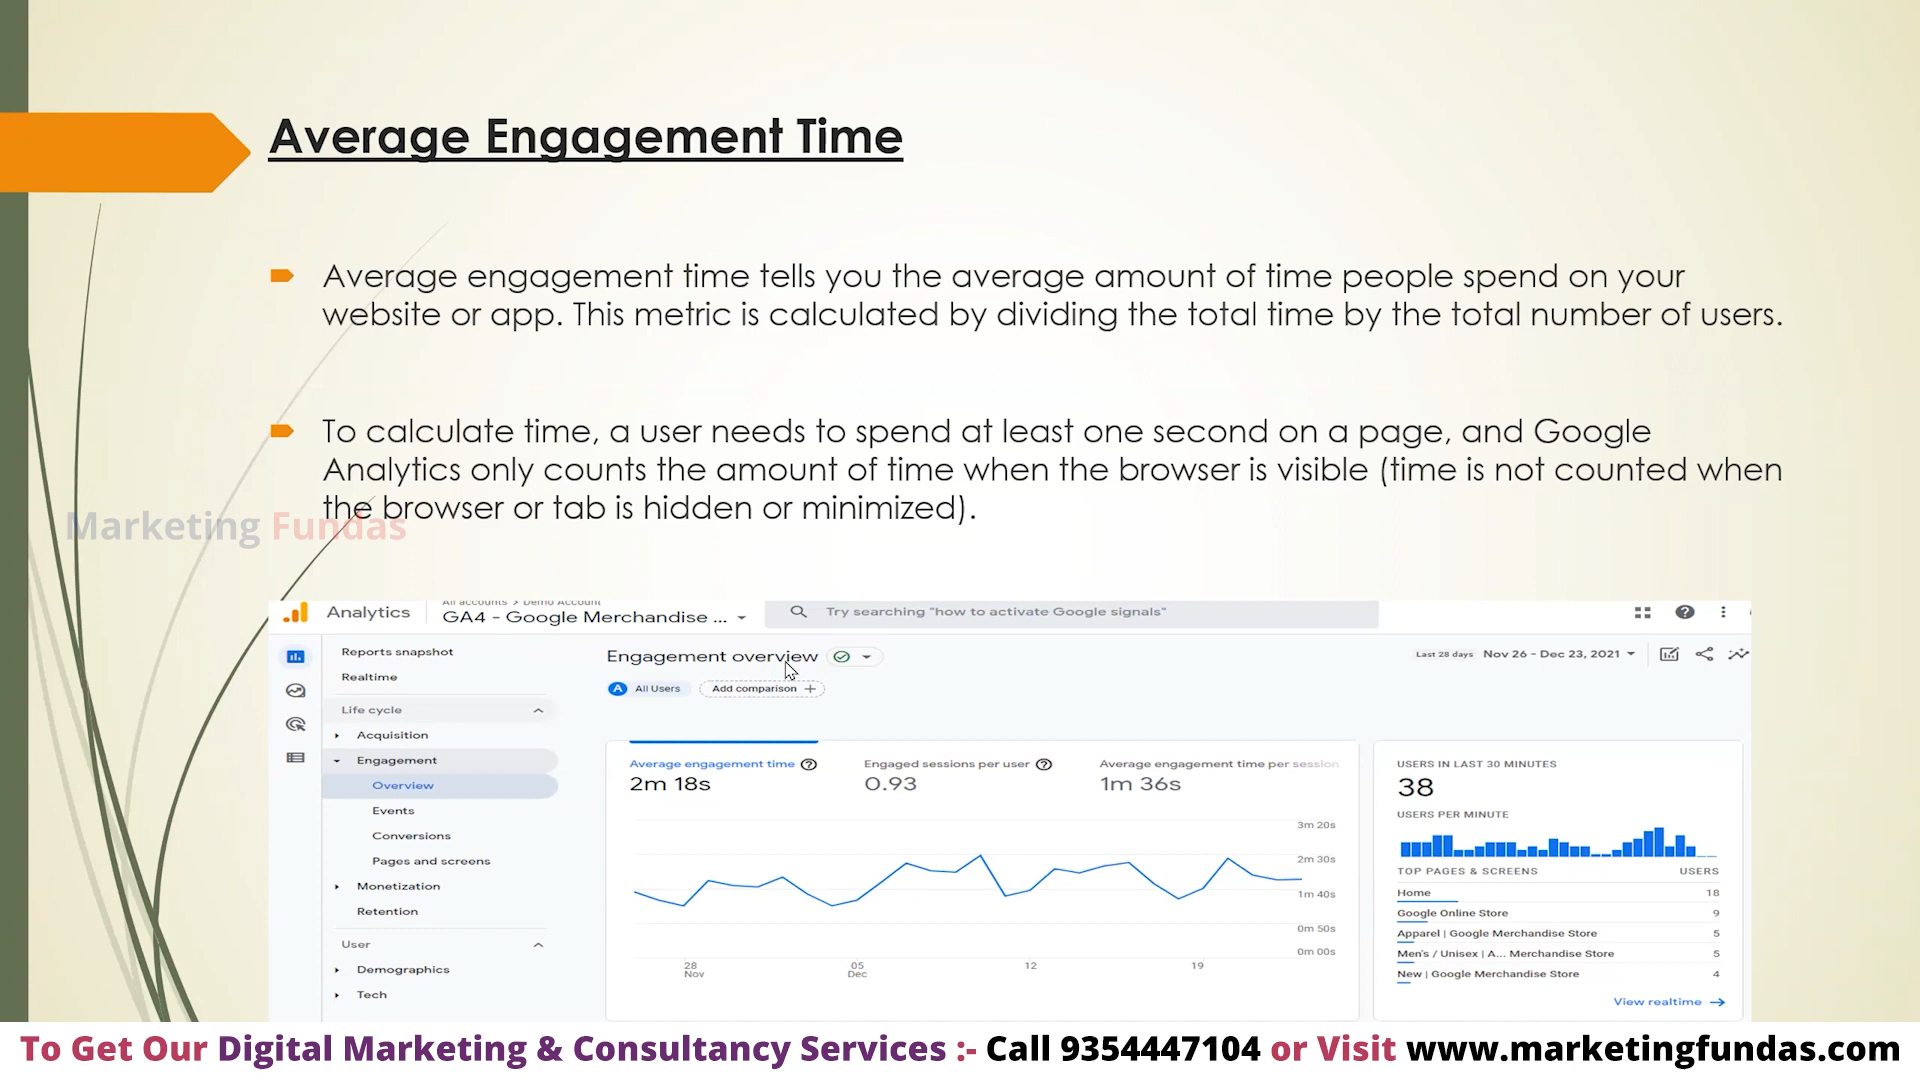 Average Engagement Time
Average engagement time tells you the average amount of time people spend on your
website or app. This metric is calculated by dividing the total time by the total number of users.
To calculate time, a user needs to spend at least one second on a page, and Google
Analytics only counts the amount of time when the browser is visible (time is not counted when
the browser or tab is hidden or minimized).
Marketing Fundas
Analytics
All accounts > Demo Account
GA4 - Google Merchandise ...
Try searching "how to activate Google signals"
Reports snapshot
Realtime
Life cycle
Acquisition
Engagement
Overview
Events
Conversions
Pages and screens
Monetization
Retention
User
Demographics
Tech
Engagement overview
Last 28 days Nov 26 - Dec 23, 2021
A All Users
Add comparison +
Average engagement time
2m 18s
Engaged sessions per user
0.93
Average engagement time per session
1m 36s
3m 20s
2m 30s
1m 40s
0m 50s
0m 00s
28
Nov
05
Dec
12
19
USERS IN LAST 30 MINUTES
38
USERS PER MINUTE
TOP PAGES & SCREENS USERS
Home 18
Google Online Store 9
Apparel | Google Merchandise Store 5
Men's / Unisex | A... Merchandise Store 5
New | Google Merchandise Store 4
View realtime
To Get Our Digital Marketing & Consultancy Services :- Call 9354447104 or Visit www.marketingfundas.com